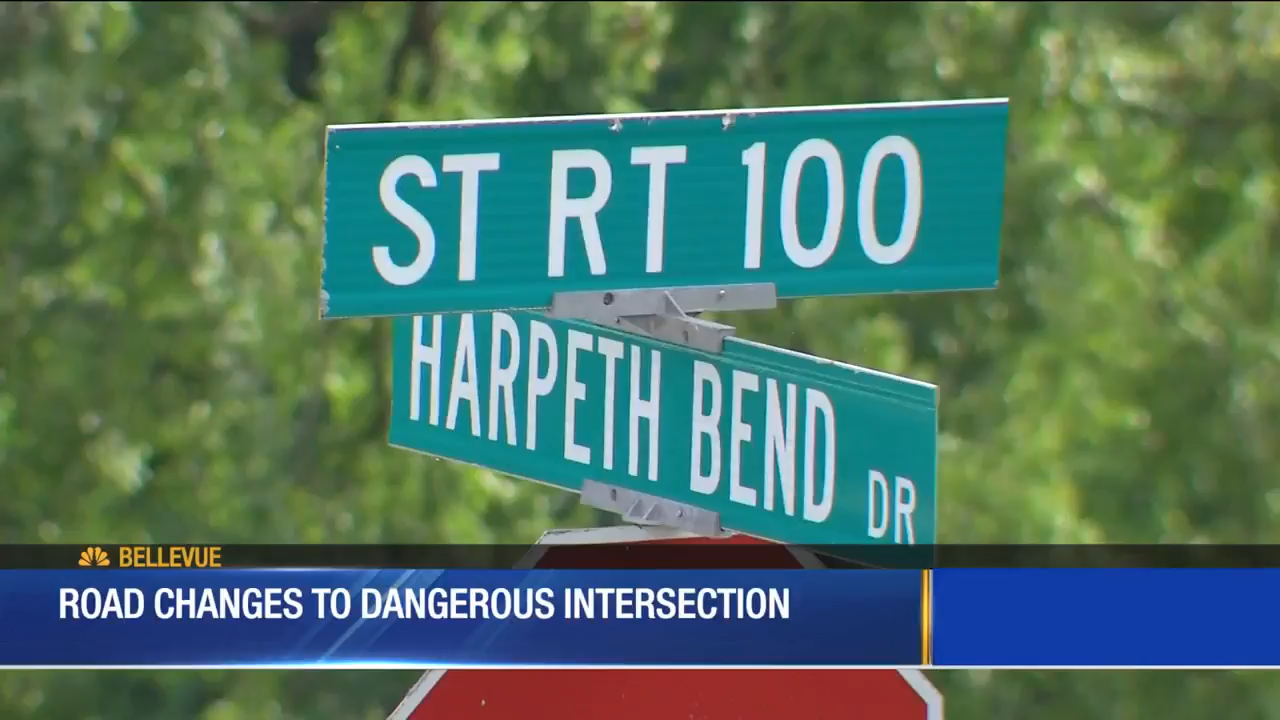 ST RT 100
HARPETH BEND DR
BELLEVUE
ROAD CHANGES TO DANGEROUS INTERSECTION